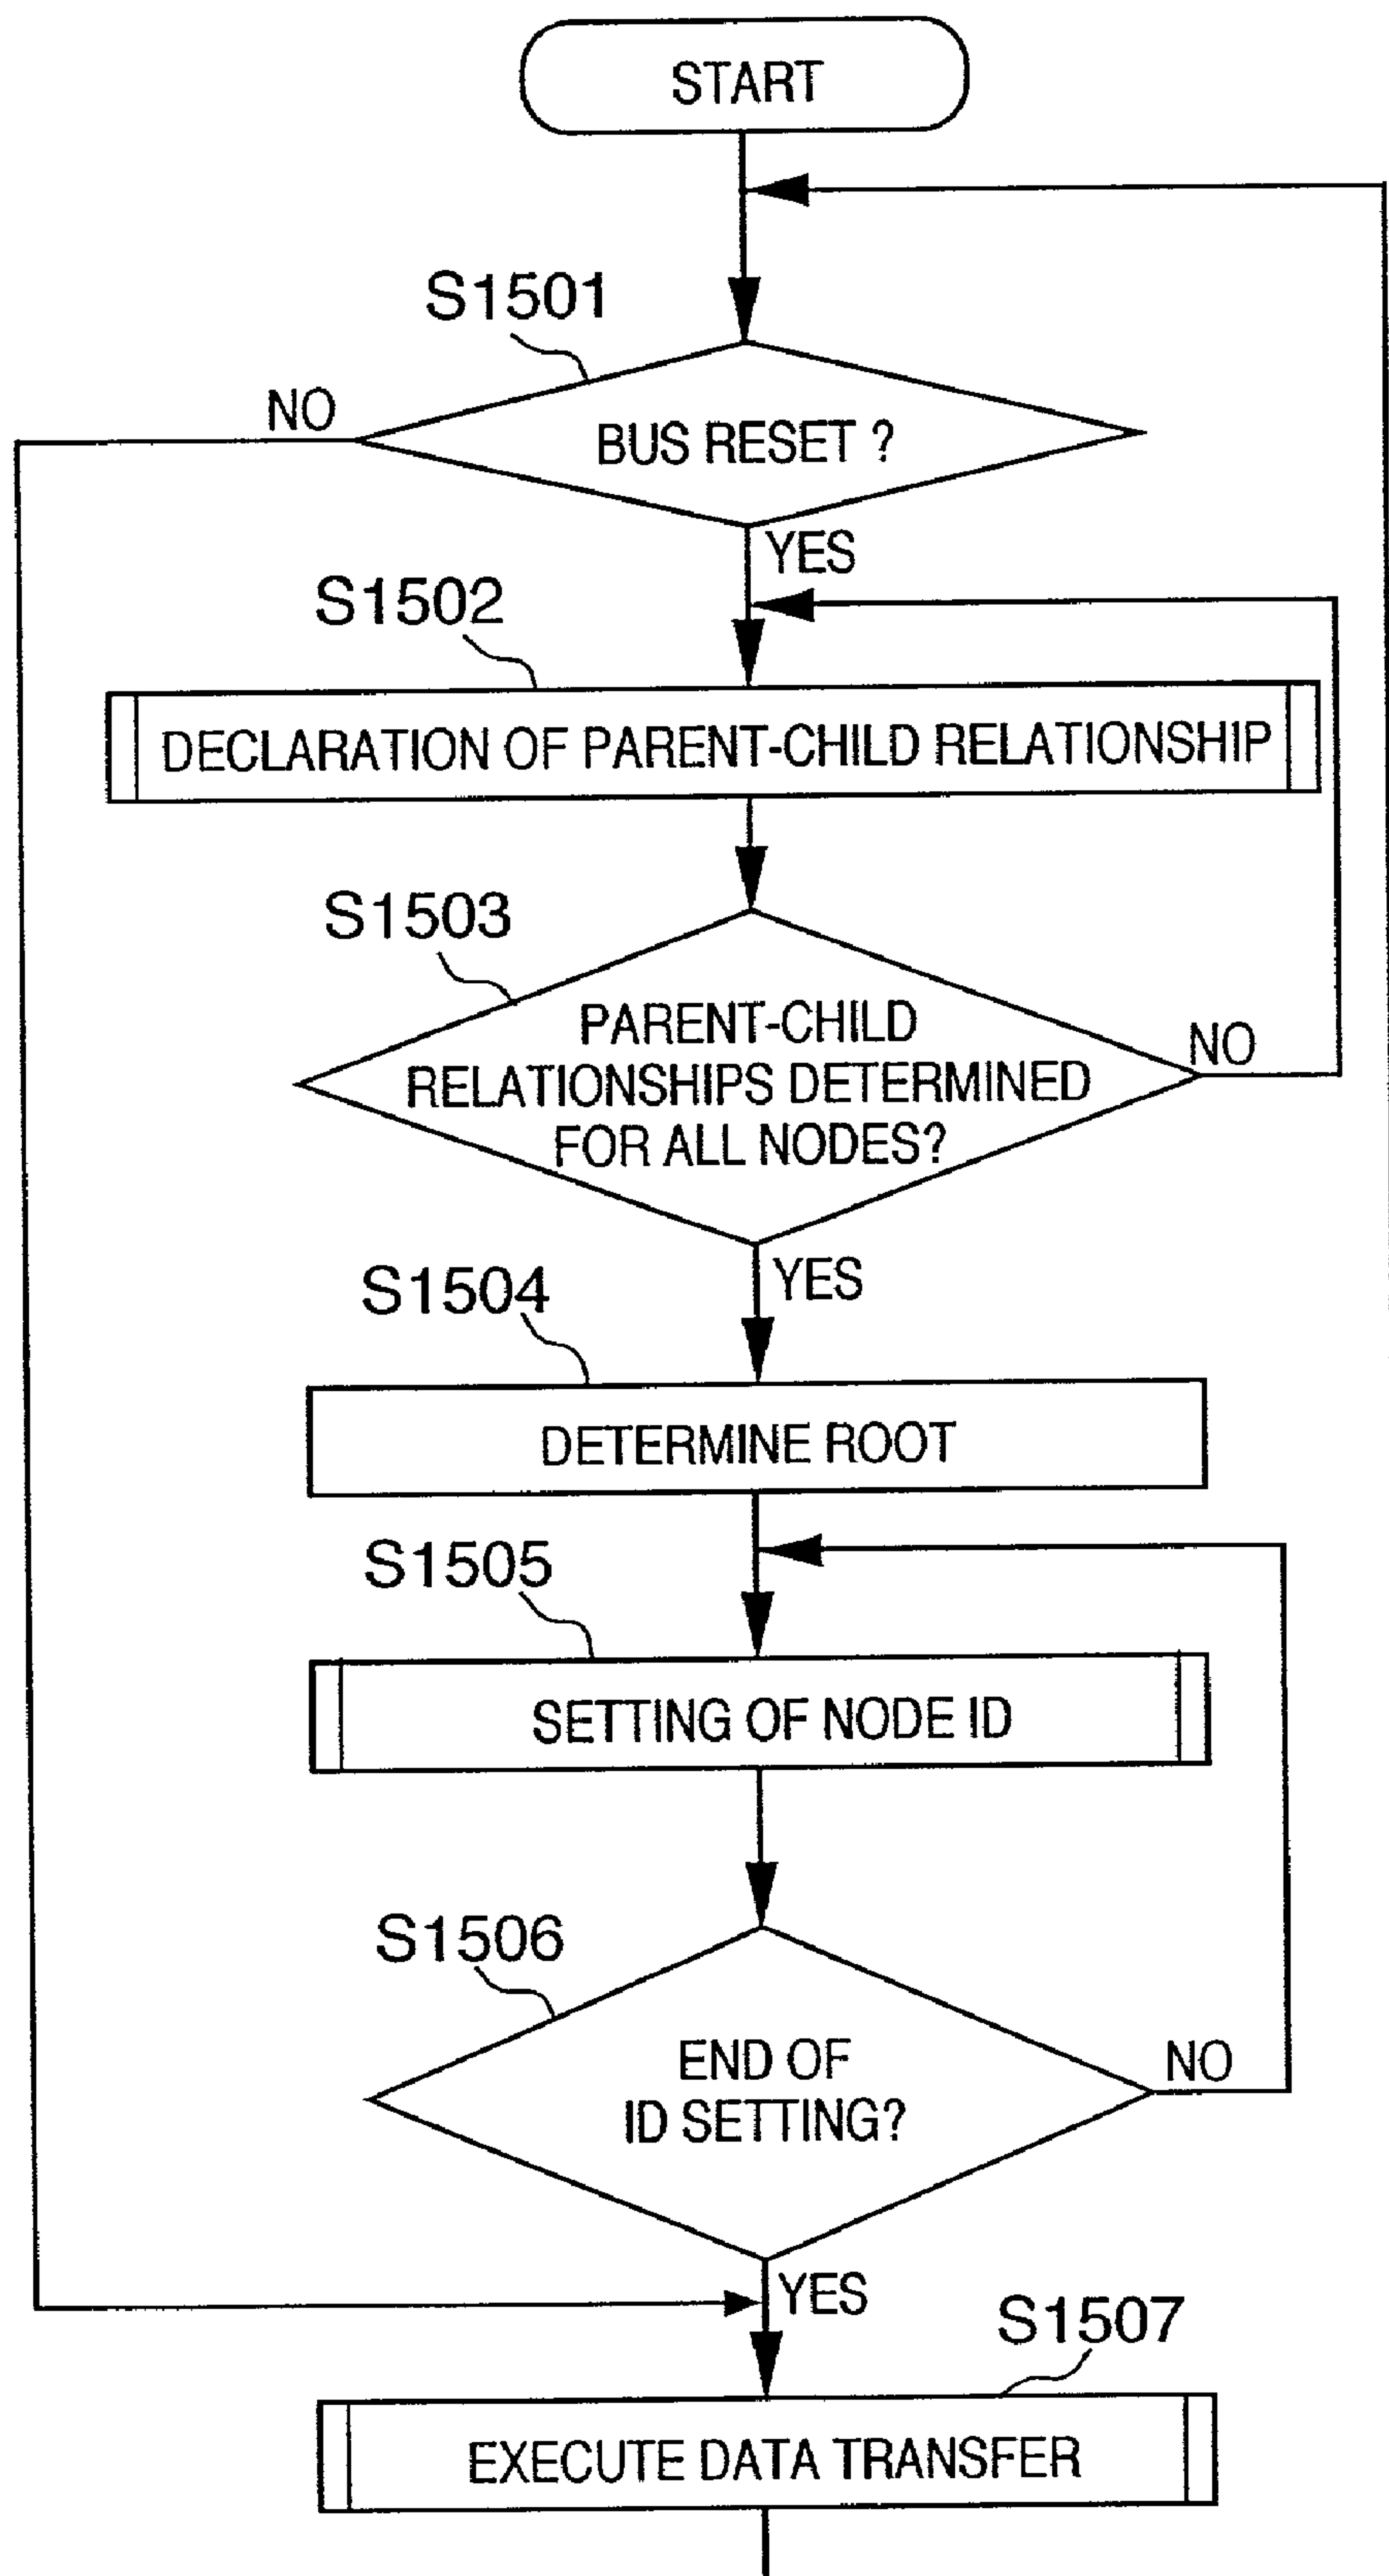 START
S1501
NO
BUS RESET ?
YES
S1502
DECLARATION OF PARENT-CHILD RELATIONSHIP
S1503
PARENT-CHILD
RELATIONSHIPS DETERMINED
FOR ALL NODES?
NO
YES
S1504
DETERMINE ROOT
S1505
SETTING OF NODE ID
S1506
END OF
ID SETTING?
NO
YES
S1507
EXECUTE DATA TRANSFER